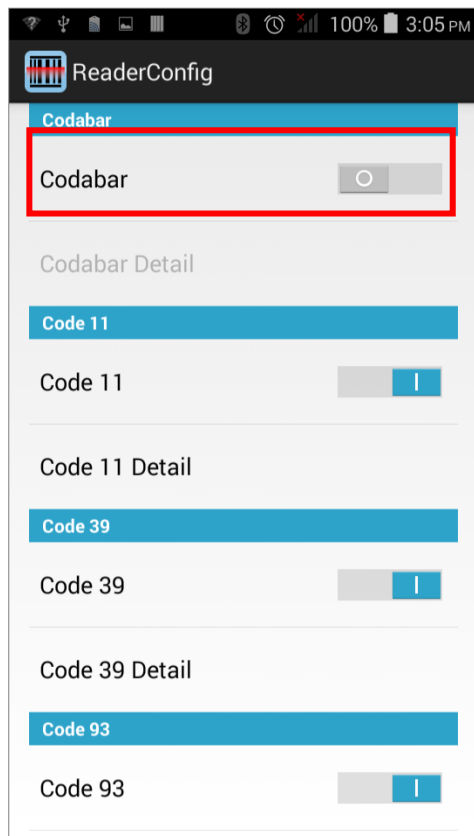 100% 3:05 PM
ReaderConfig
Codabar
Codabar
Codabar Detail
Code 11
Code 11
Code 11 Detail
Code 39
Code 39
Code 39 Detail
Code 93
Code 93